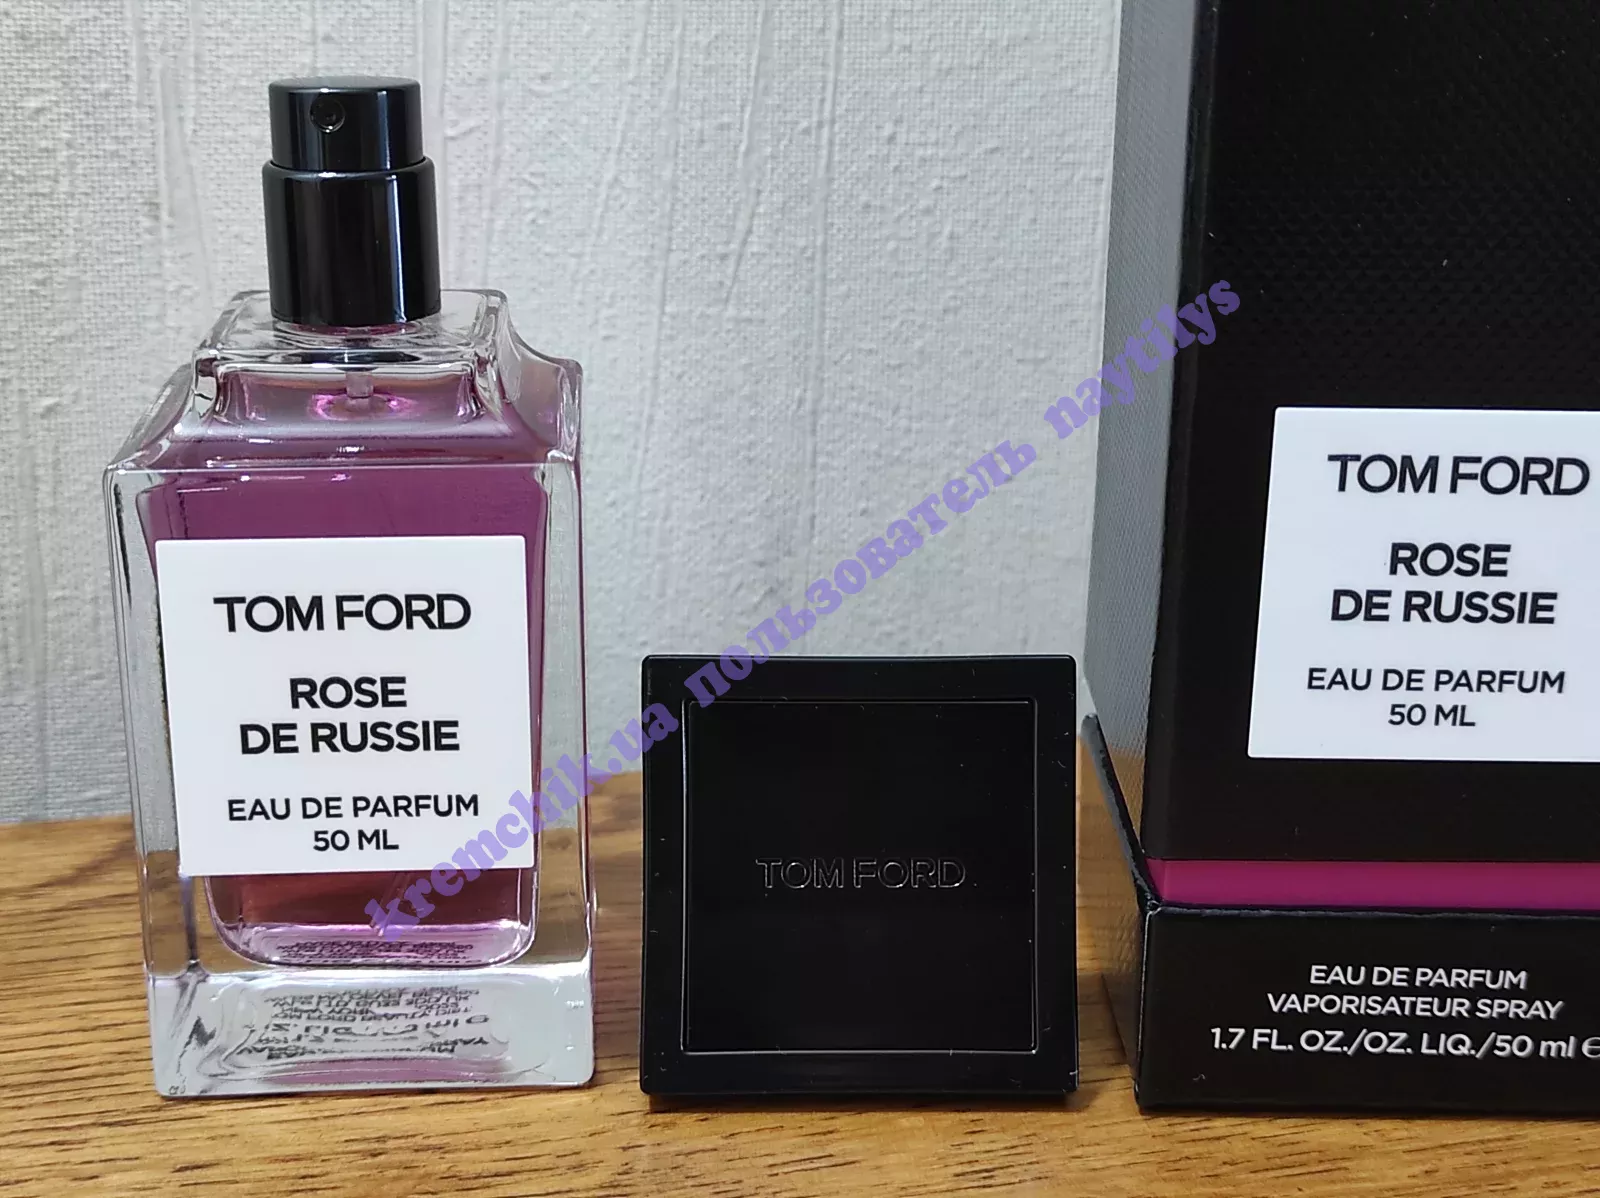 TOM FORD
ROSE
DE RUSSIE
EAU DE PARFUM
50 ML
TOM FORD
TOM FORD
ROSE
DE RUSSIE
EAU DE PARFUM
50 ML
EAU DE PARFUM
VAPORISATEUR SPRAY
1.7 FL. OZ./OZ. LIQ./50 ml e
kremchik.ua пользователь naytilys